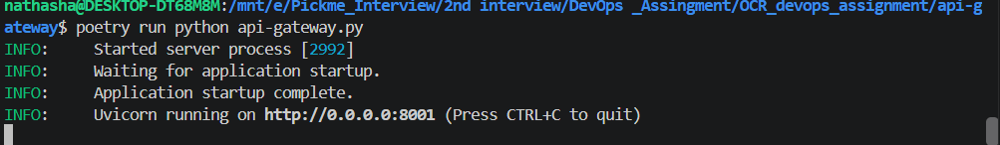 nathasha@DESKTOP-DT68M8M:/mnt/e/Pickme_Interview/2nd interview/DevOps _Assingment/OCR_devops_assignment/api-g
ateway$ poetry run python api-gateway.py
INFO:     Started server process [2992]
INFO:     Waiting for application startup.
INFO:     Application startup complete.
INFO:     Uvicorn running on http://0.0.0.0:8001 (Press CTRL+C to quit)